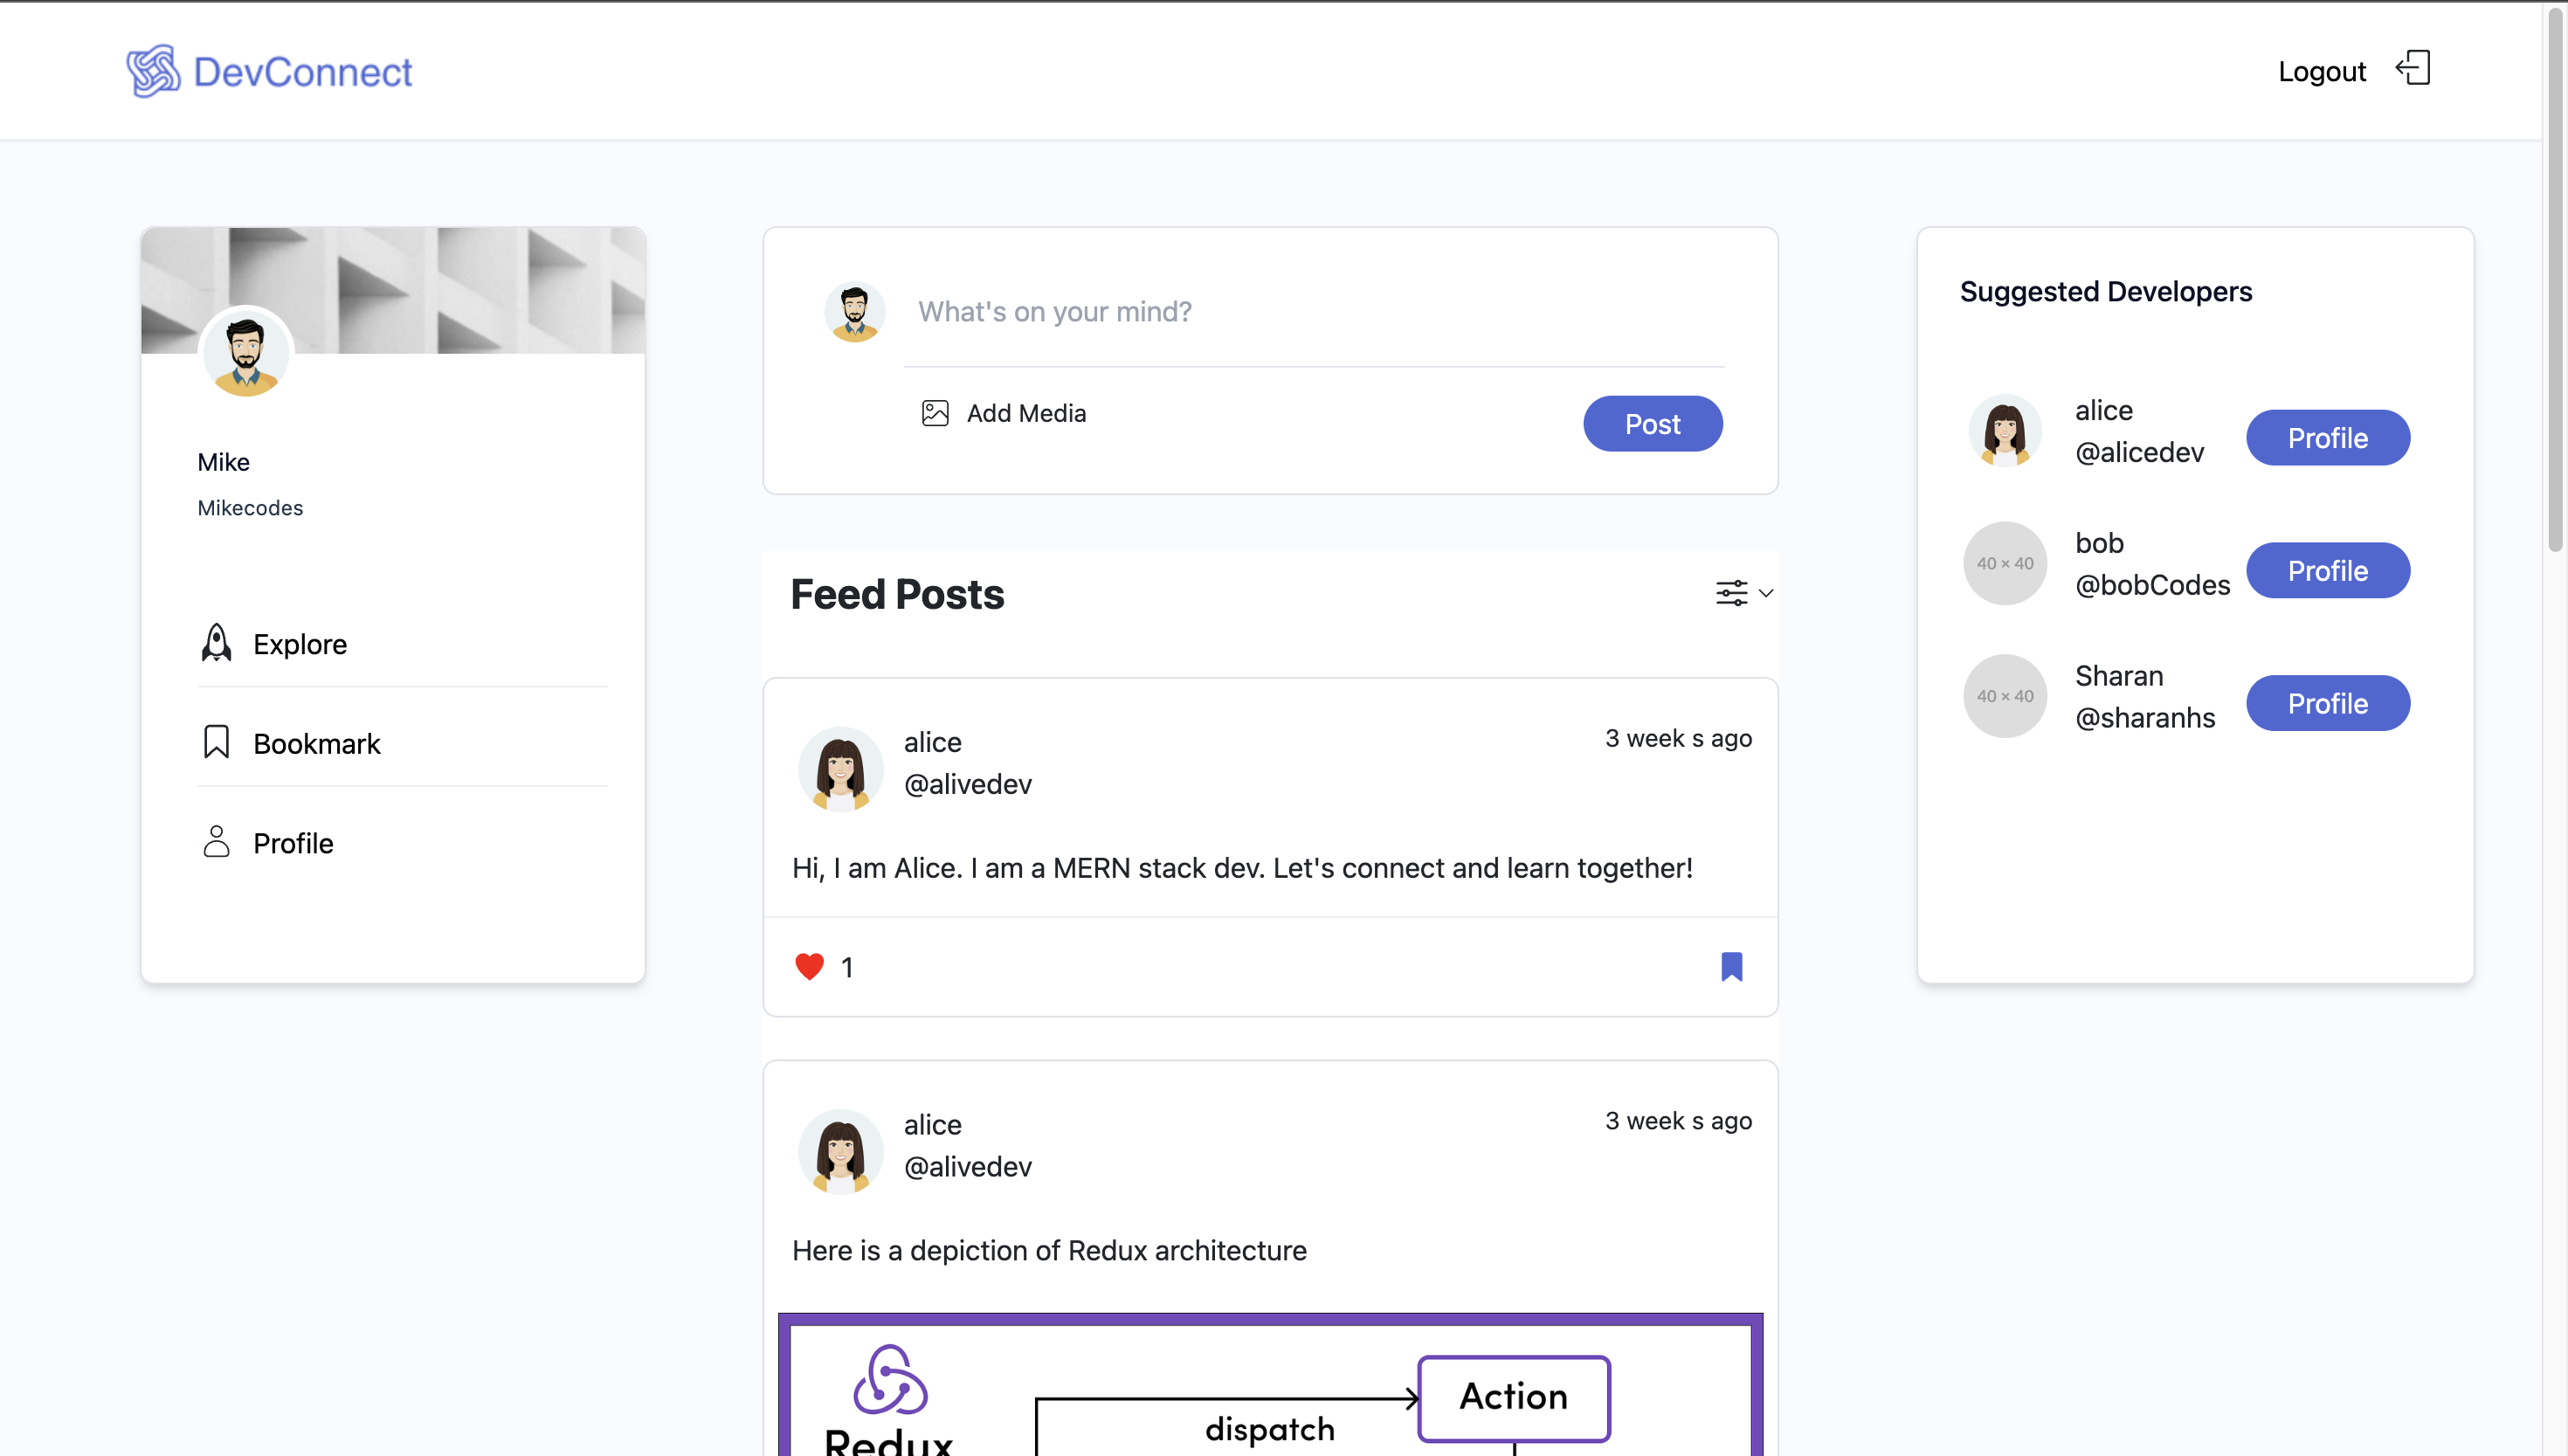 DevConnect
Logout
Mike
Mikecodes
Explore
Bookmark
Profile
What's on your mind?
Add Media
Post
Feed Posts
alice
3 week s ago
@alivedev
Hi, I am Alice. I am a MERN stack dev. Let's connect and learn together!
1
alice
3 week s ago
@alivedev
Here is a depiction of Redux architecture
Redux
dispatch
Action
Suggested Developers
alice
@alicedev
Profile
40 × 40
bob
@bobCodes
Profile
40 × 40
Sharan
@sharanhs
Profile